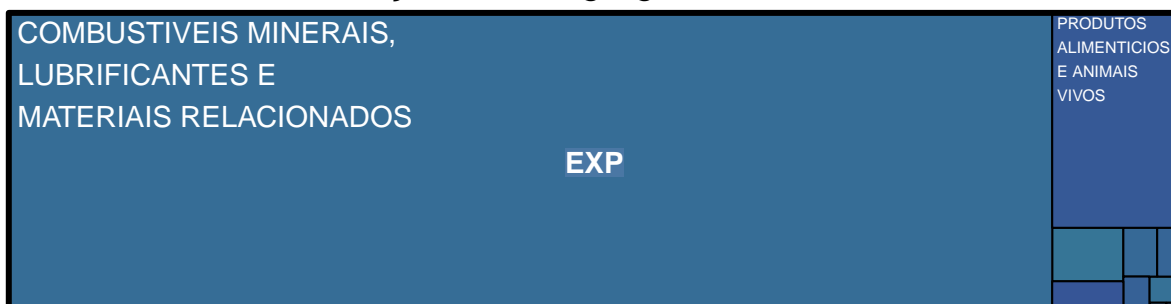 COMBUSTIVEIS MINERAIS,
LUBRIFICANTES E
MATERIAIS RELACIONADOS
EXP
PRODUTOS
ALIMENTICIOS
E ANIMAIS
VIVOS